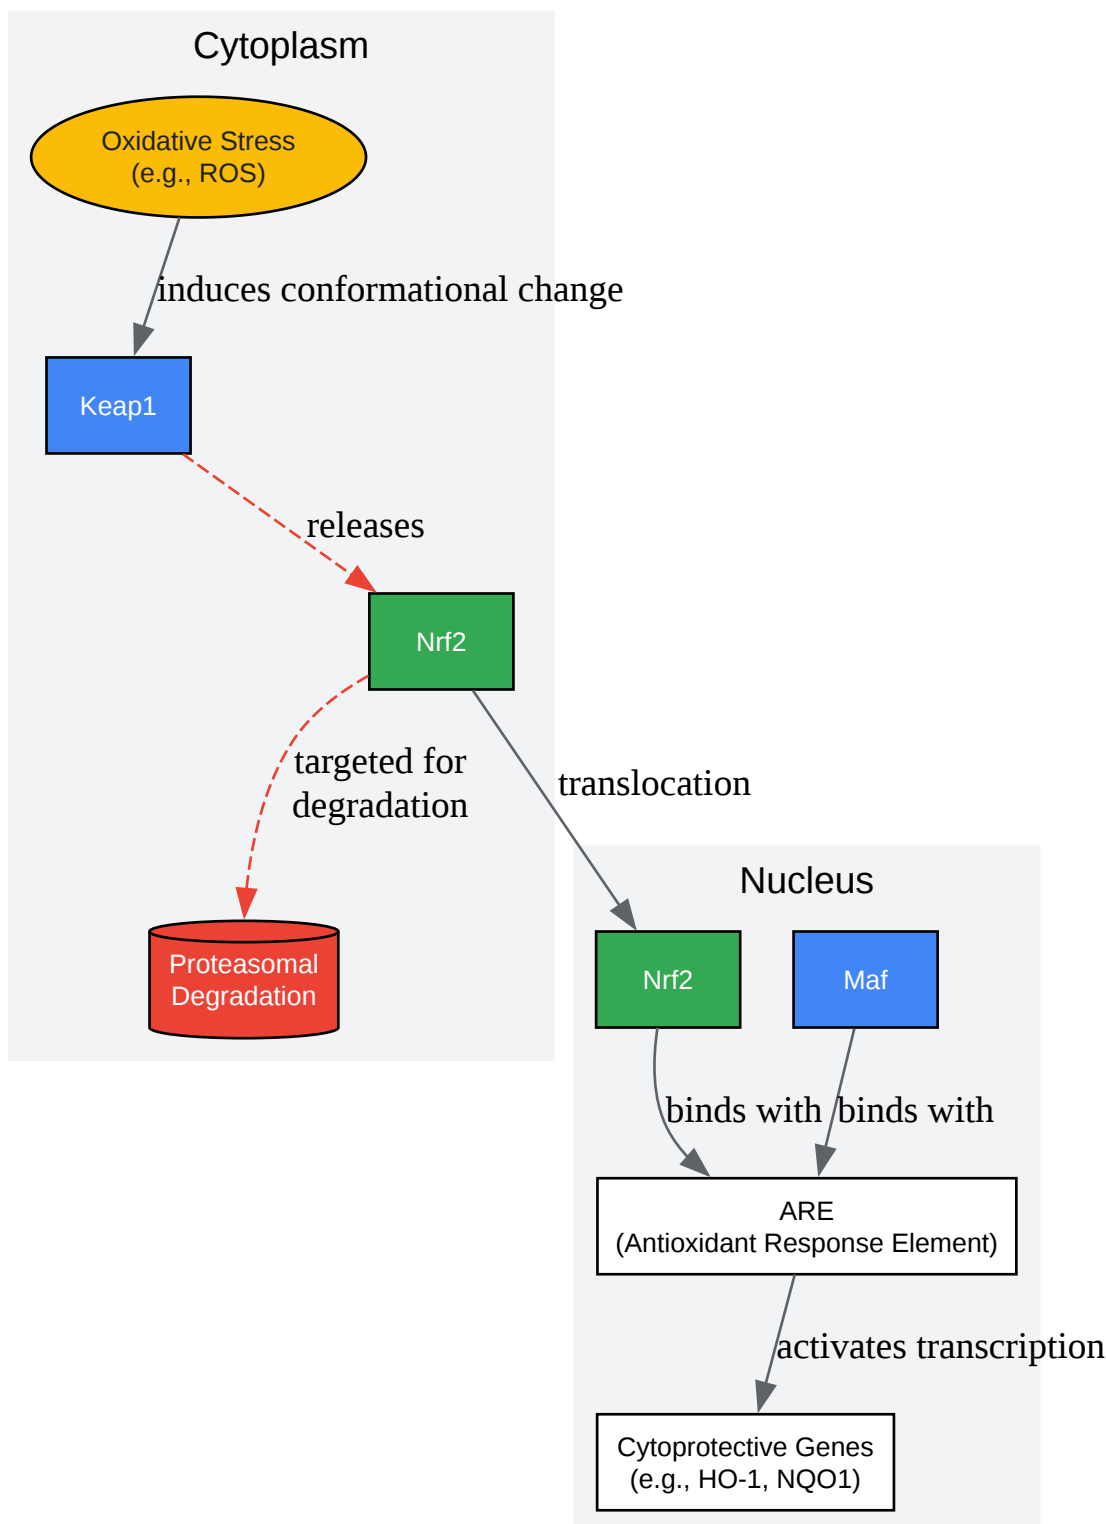 Cytoplasm
Oxidative Stress
(e.g., ROS)
induces conformational change
Keap1
releases
Nrf2
targeted for
degradation
translocation
Proteasomal
Degradation
Nucleus
Nrf2
Maf
binds with
binds with
ARE
(Antioxidant Response Element)
activates transcription
Cytoprotective Genes
(e.g., HO-1, NQO1)